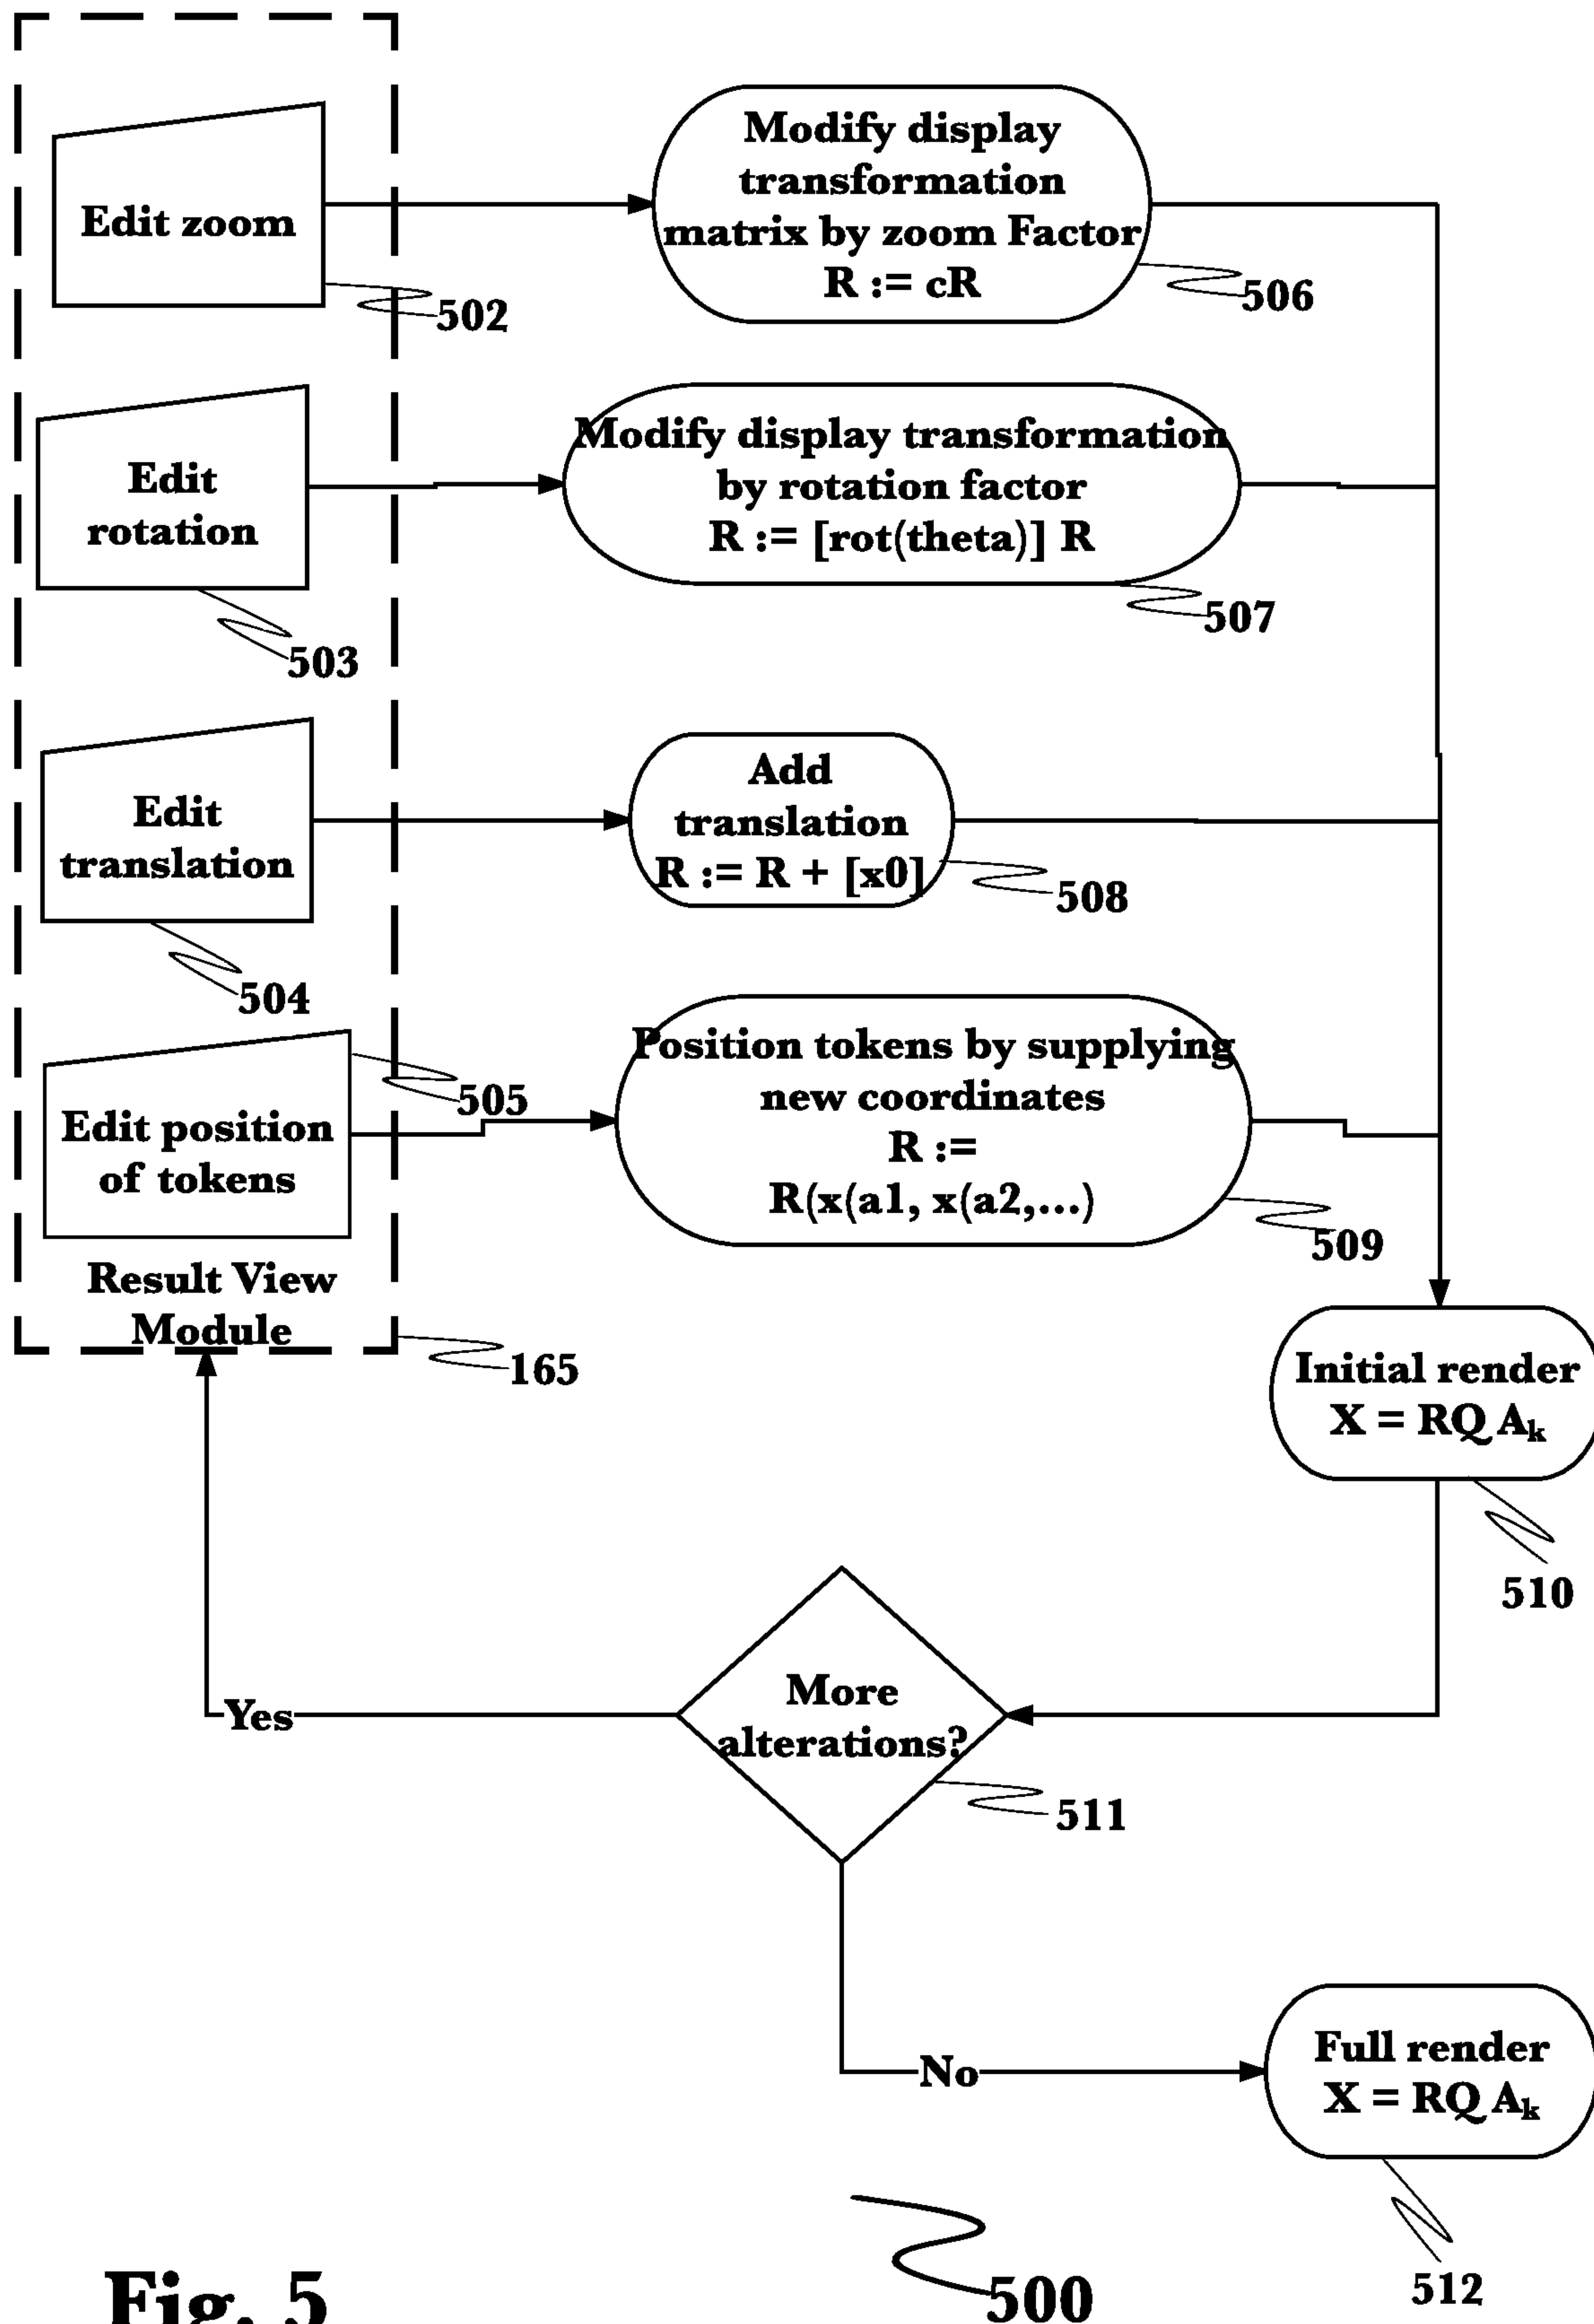 Edit zoom
502
Modify display
transformation
matrix by zoom Factor
R := cR
506
Edit
rotation
503
Modify display transformation
by rotation factor
R := [rot(theta)] R
507
Edit
translation
504
Add
translation
R := R + [x0]
508
Edit position
of tokens
505
Position tokens by supplying
new coordinates
R :=
R(x(a1, x(a2,...)
509
Result View
Module
165
Initial render
X = RQ Ak
510
More
alterations?
511
Yes
No
Full render
X = RQ Ak
512
500
Fig. 5